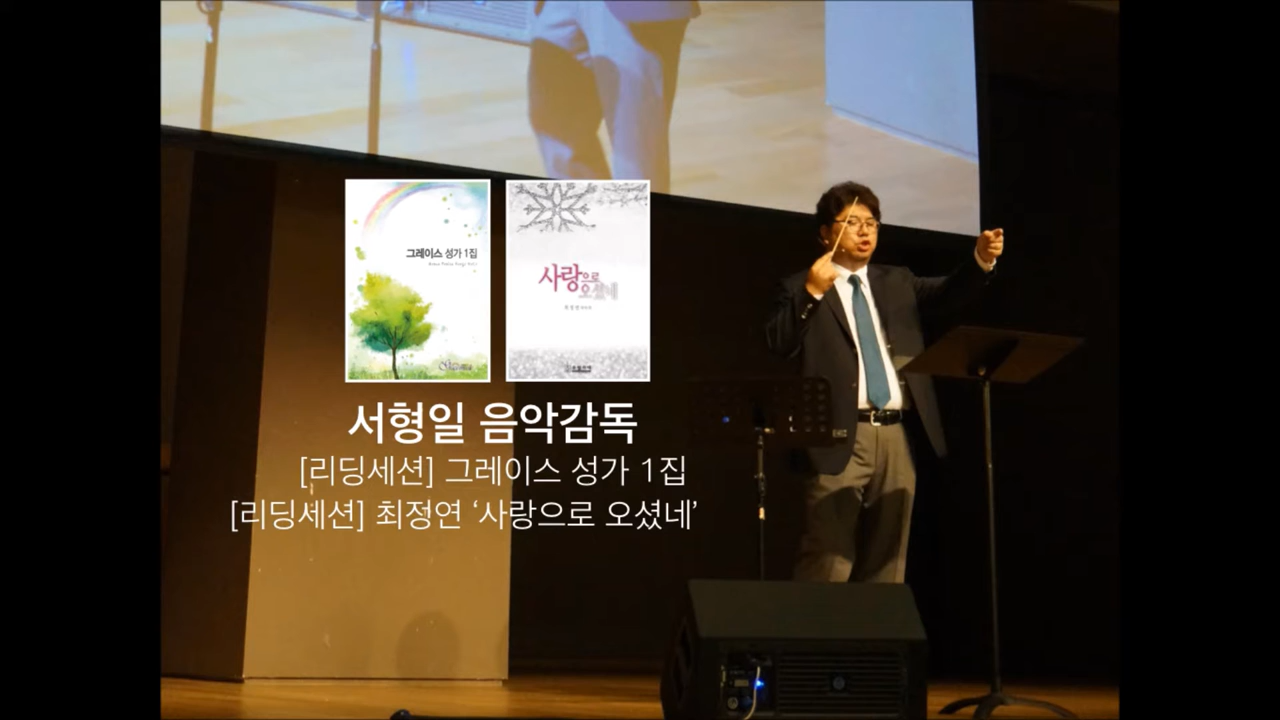 그레이스 성가 1집
사랑으로
오셨네
서형일 음악감독
[리딩세션] 그레이스 성가 1집
[리딩세션] 최정연 ‘사랑으로 오셨네’